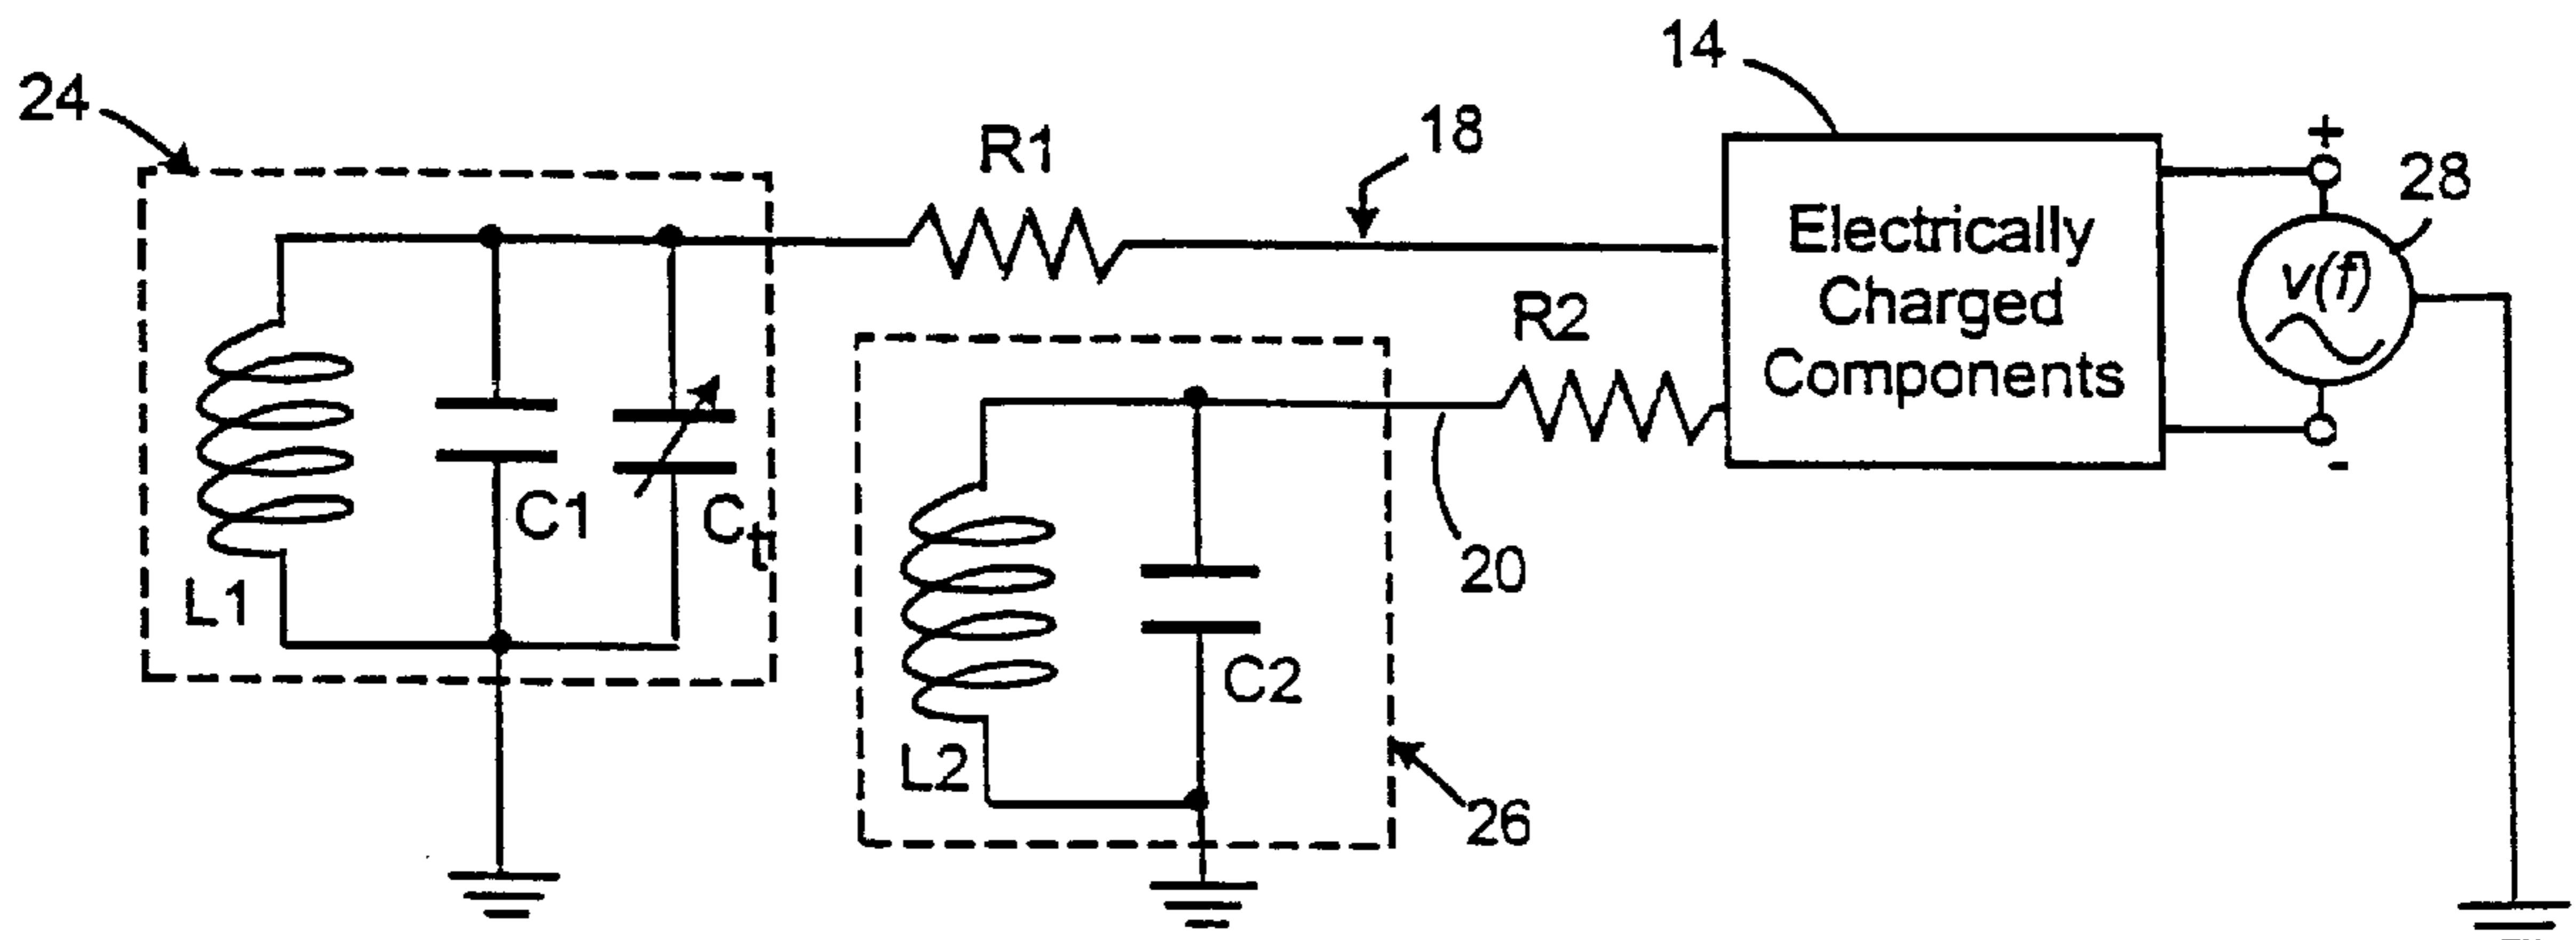 14
24
18
R1
+
28
Electrically
Charged
Components
v(f)
R2
-
C1
Ct
L1
20
C2
L2
26